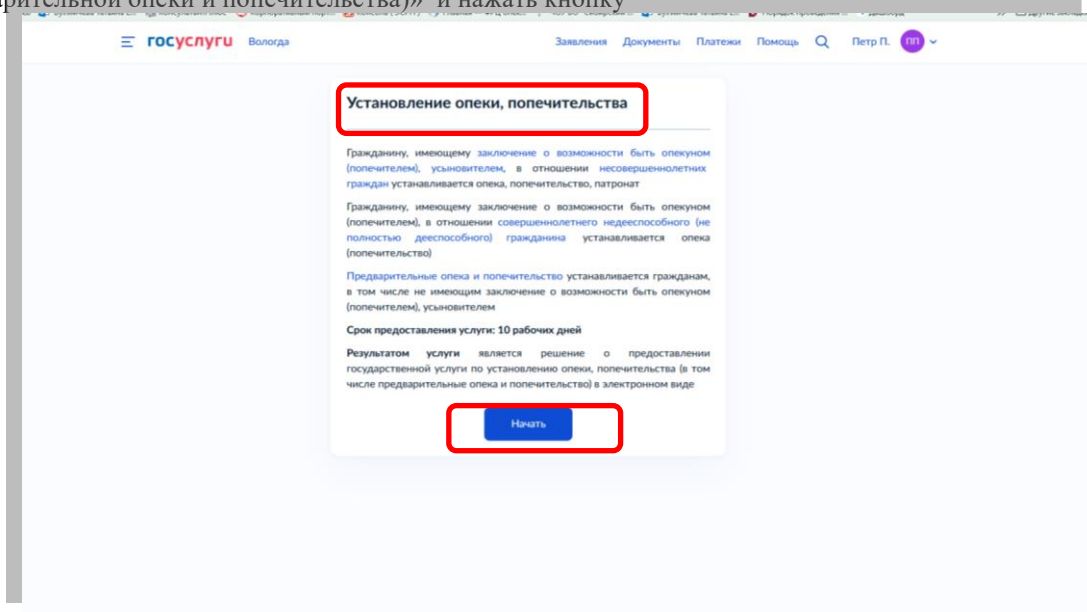 рительной опеки и попечительства)» и нажать кнопку
госуслуги Вологда Заявления Документы Платежи Помощь Петр П. ПП
Установление опеки, попечительства
Гражданину, имеющему заключение о возможности быть опекуном
(попечителем), усыновителем, в отношении несовершеннолетних
граждан устанавливается опека, попечительство, патронат
Гражданину, имеющему заключение о возможности быть опекуном
(попечителем), в отношении совершеннолетнего недееспособного (не
полностью дееспособного) гражданина устанавливается опека
(попечительство)
Предварительные опека и попечительство устанавливается гражданам,
в том числе не имеющим заключение о возможности быть опекуном
(попечителем), усыновителем
Срок предоставления услуги: 10 рабочих дней
Результатом услуги является решение о предоставлении
государственной услуги по установлению опеки, попечительства (в том
числе предварительные опека и попечительство) в электронном виде
Начать